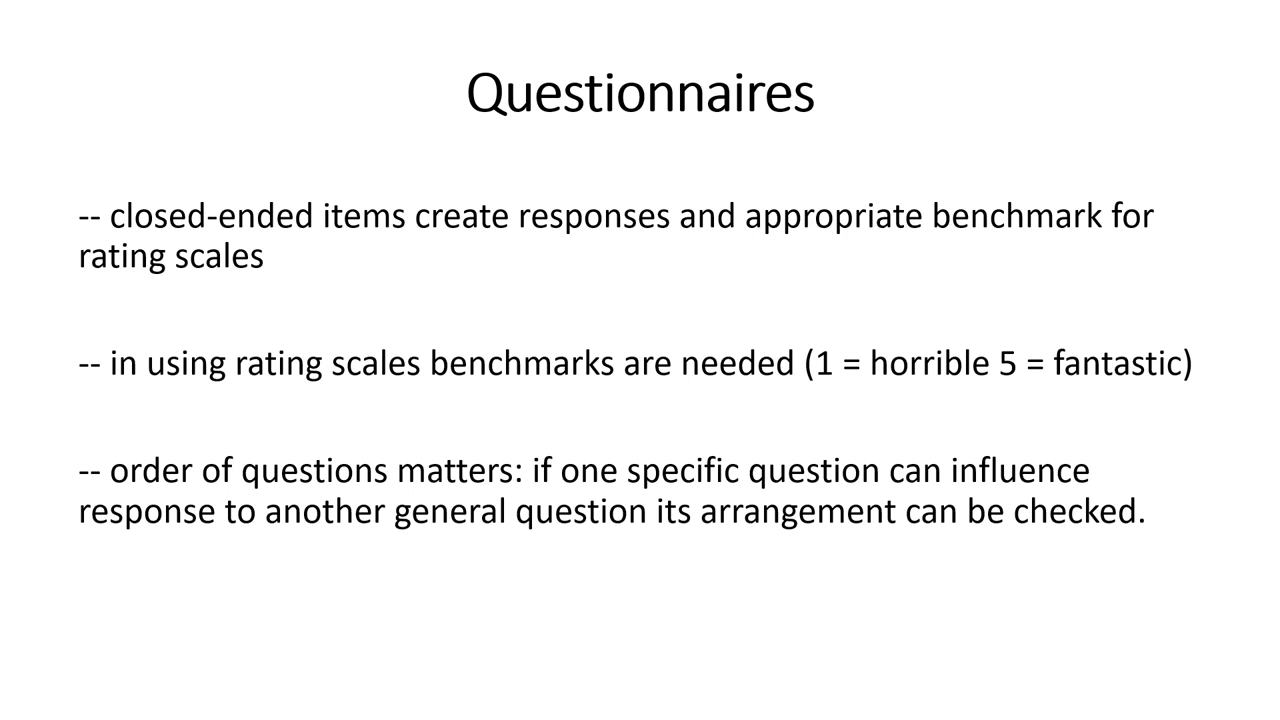 Questionnaires
-- closed-ended items create responses and appropriate benchmark for
rating scales
-- in using rating scales benchmarks are needed (1 = horrible 5 = fantastic)
-- order of questions matters: if one specific question can influence
response to another general question its arrangement can be checked.